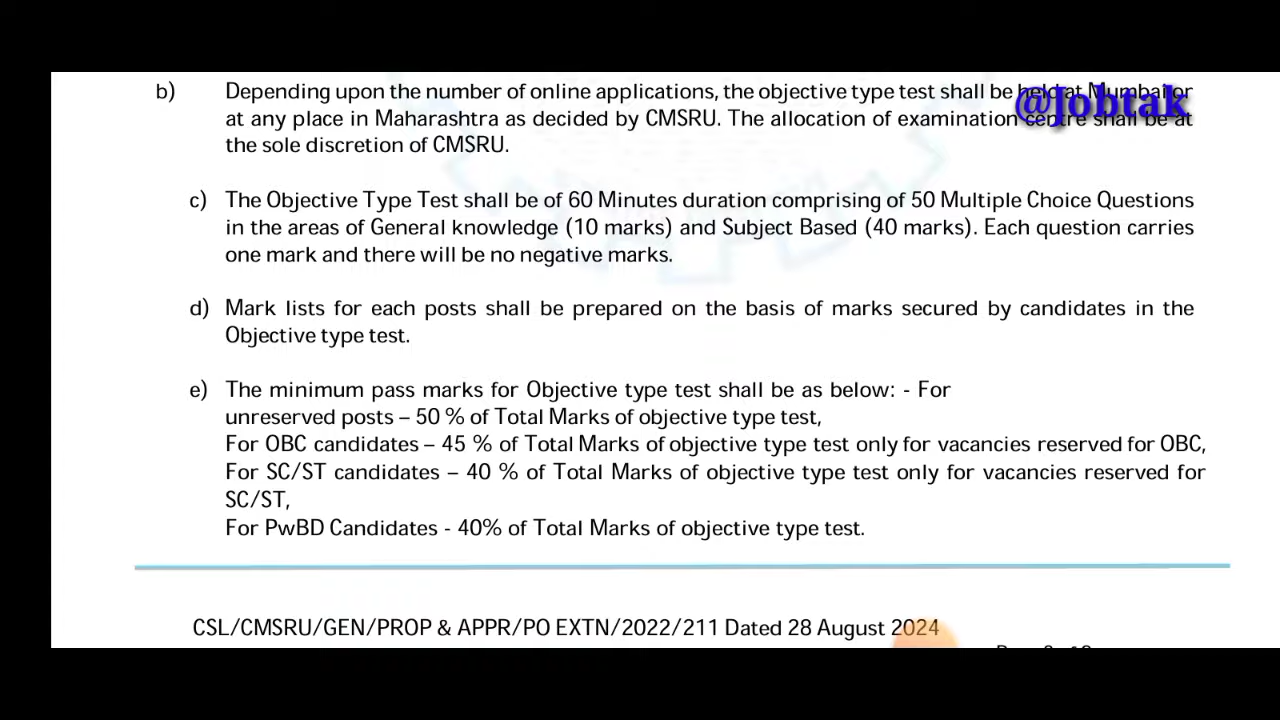 b) Depending upon the number of online applications, the objective type test shall be held at Mumbai or
@Jobtak
at any place in Maharashtra as decided by CMSRU. The allocation of examination centre shall be at
the sole discretion of CMSRU.
c) The Objective Type Test shall be of 60 Minutes duration comprising of 50 Multiple Choice Questions
in the areas of General knowledge (10 marks) and Subject Based (40 marks). Each question carries
one mark and there will be no negative marks.
d) Mark lists for each posts shall be prepared on the basis of marks secured by candidates in the
Objective type test.
e) The minimum pass marks for Objective type test shall be as below: - For
unreserved posts – 50 % of Total Marks of objective type test,
For OBC candidates – 45 % of Total Marks of objective type test only for vacancies reserved for OBC,
For SC/ST candidates – 40 % of Total Marks of objective type test only for vacancies reserved for
SC/ST,
For PwBD Candidates - 40% of Total Marks of objective type test.
CSL/CMSRU/GEN/PROP & APPR/PO EXTN/2022/211 Dated 28 August 2024